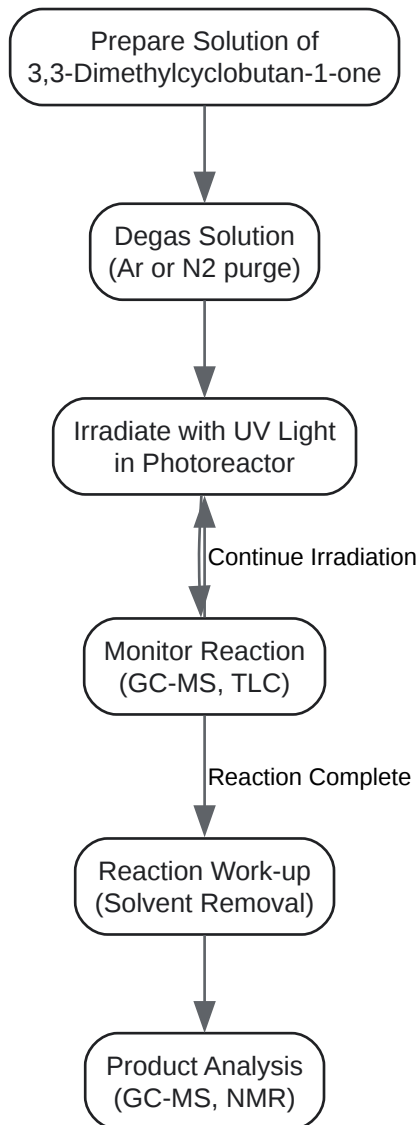 Prepare Solution of
3,3-Dimethylcyclobutan-1-one
Degas Solution
(Ar or N2 purge)
Irradiate with UV Light
in Photoreactor
Continue Irradiation
Monitor Reaction
(GC-MS, TLC)
Reaction Complete
Reaction Work-up
(Solvent Removal)
Product Analysis
(GC-MS, NMR)